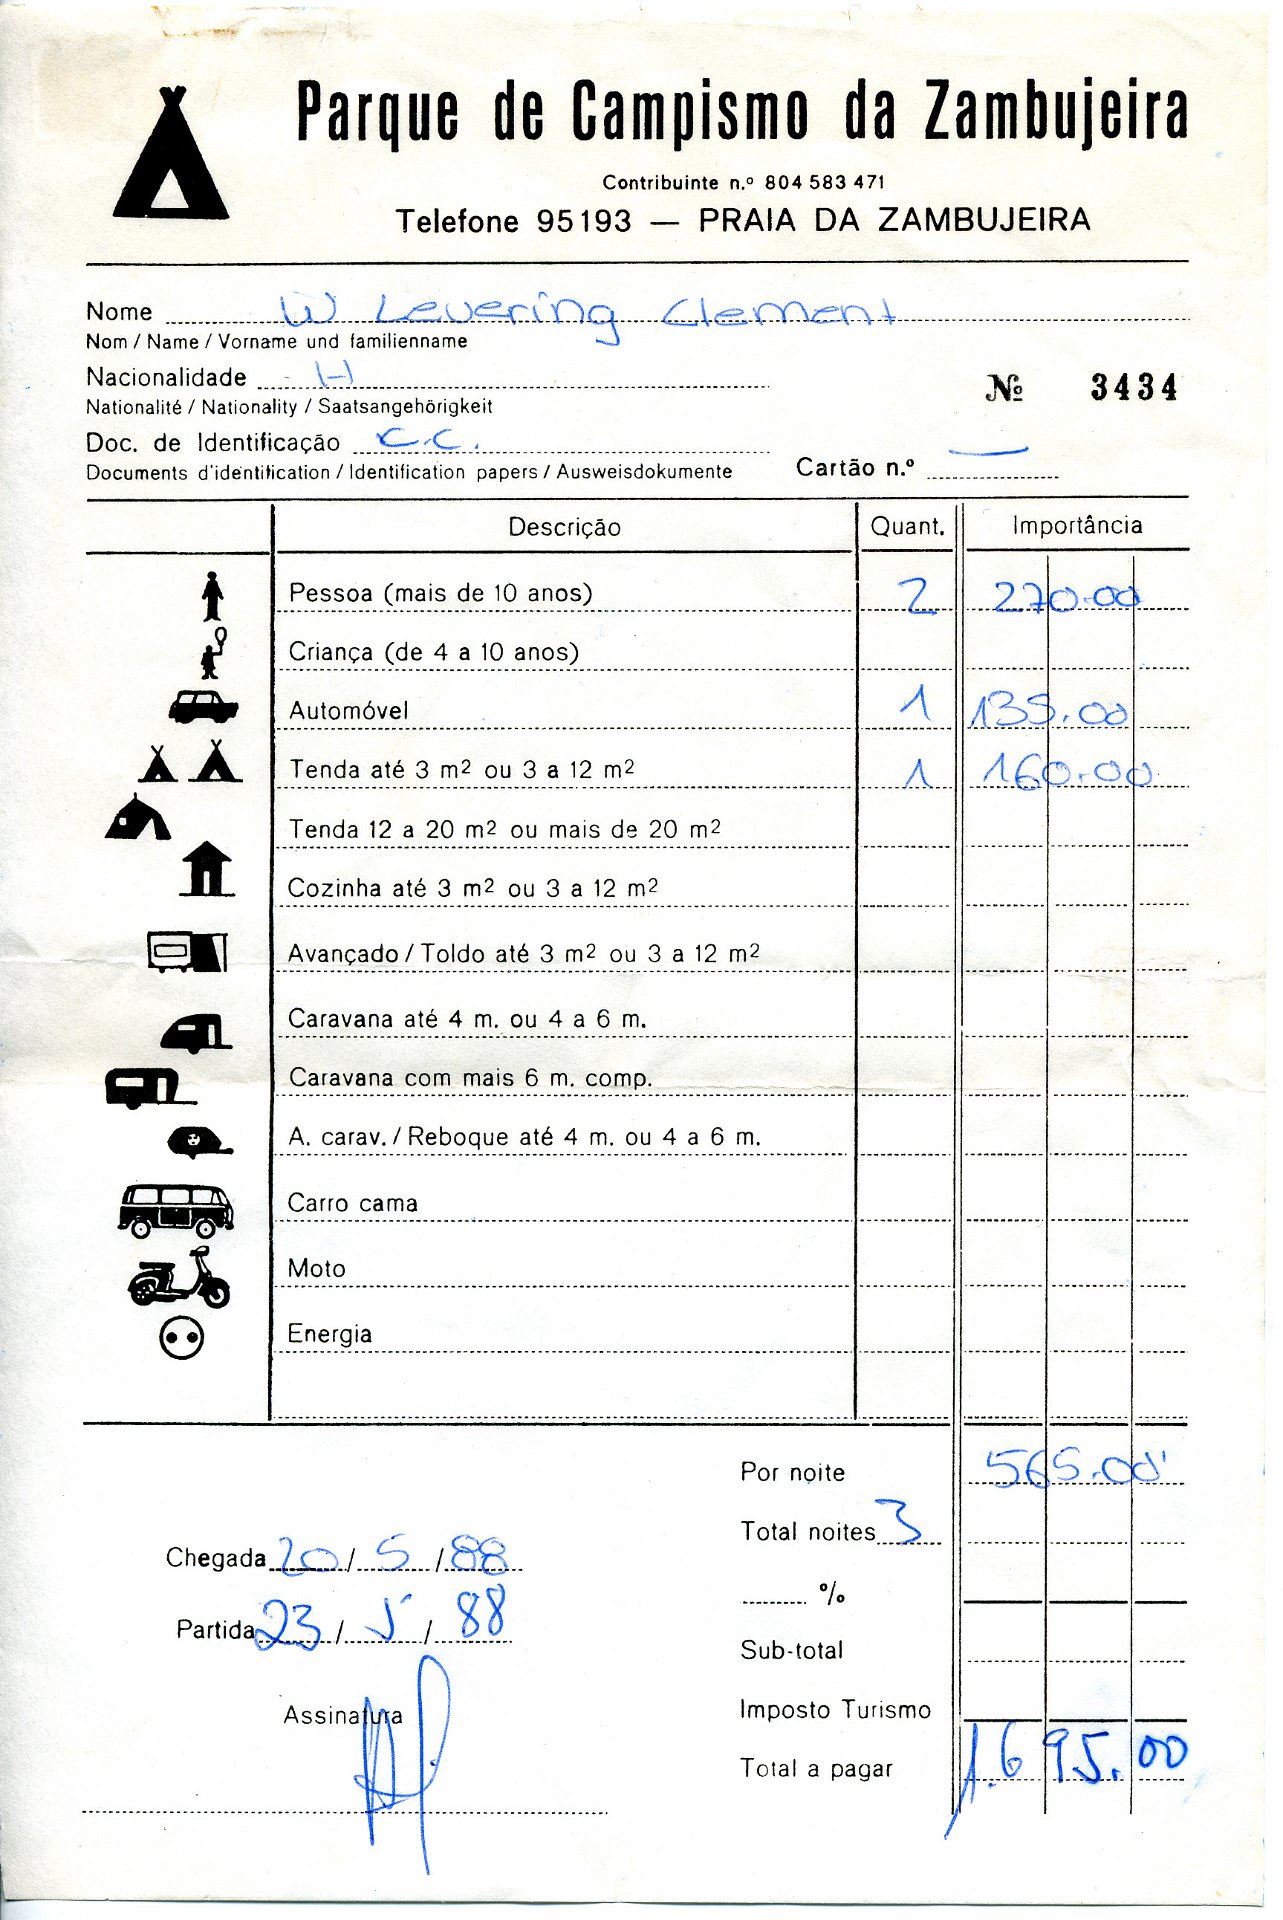 Parque de Campismo da Zambujeira
Contribuinte n.º 804 583 471
Telefone 95193 — PRAIA DA ZAMBUJEIRA
Nome W Levering Clement
Nom / Name / Vorname und familienname
Nacionalidade H
Nº 3434
Nationalité / Nationality / Saatsangehörigkeit
Doc. de Identificação C.C.
Cartão n.º —
Documents d'identification / Identification papers / Ausweisdokumente
Descrição Quant. Importância
Pessoa (mais de 10 anos) 2 270.00
Criança (de 4 a 10 anos)
Automóvel 1 135.00
Tenda até 3 m2 ou 3 a 12 m2 1 160.00
Tenda 12 a 20 m2 ou mais de 20 m2
Cozinha até 3 m2 ou 3 a 12 m2
Avançado / Toldo até 3 m2 ou 3 a 12 m2
Caravana até 4 m. ou 4 a 6 m.
Caravana com mais 6 m. comp.
A. carav. / Reboque até 4 m. ou 4 a 6 m.
Carro cama
Moto
Energia
Por noite 565.00
Total noites 3
Chegada 20 / 5 / 88
%
Partida 23 / 5 / 88
Sub-total
Imposto Turismo
Assinatura
Total a pagar 1.695.00